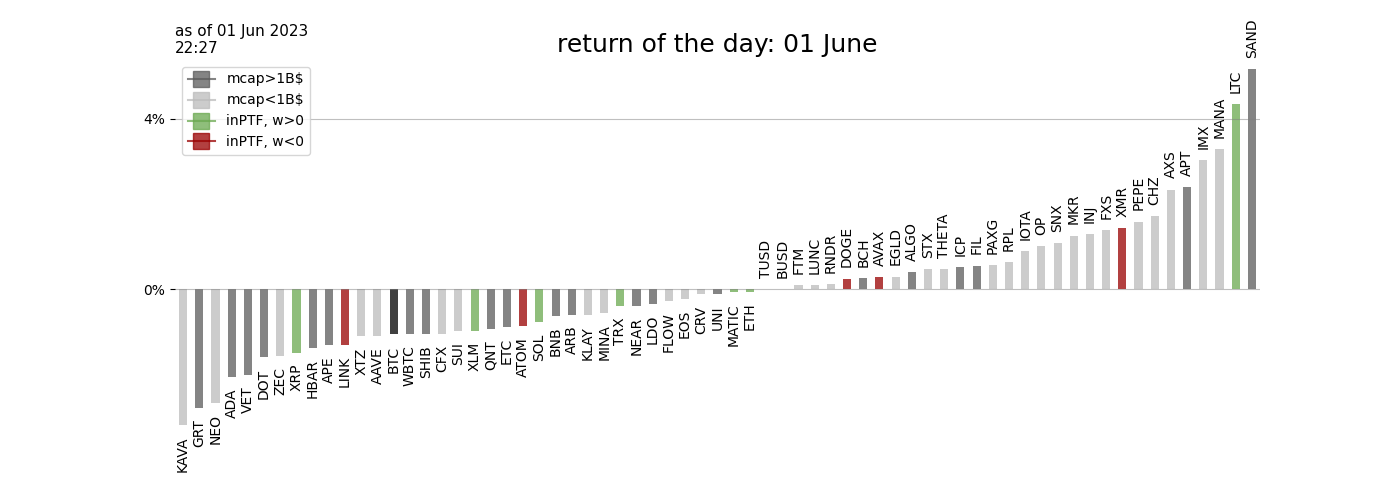 as of 01 Jun 2023
22:27
return of the day: 01 June
mcap>1B$
mcap<1B$
inPTF, w>0
inPTF, w<0
4%
0%
KAVA
GRT
NEO
ADA
VET
DOT
ZEC
XRP
HBAR
APE
LINK
XTZ
AAVE
BTC
WBTC
SHIB
CFX
SUI
XLM
QNT
ETC
ATOM
SOL
BNB
ARB
KLAY
MINA
TRX
NEAR
LDO
FLOW
EOS
CRV
UNI
MATIC
ETH
TUSD
BUSD
FTM
LUNC
RNDR
DOGE
BCH
AVAX
EGLD
ALGO
STX
THETA
ICP
FIL
PAXG
RPL
IOTA
OP
SNX
MKR
INJ
FXS
XMR
PEPE
CHZ
AXS
APT
IMX
MANA
LTC
SAND